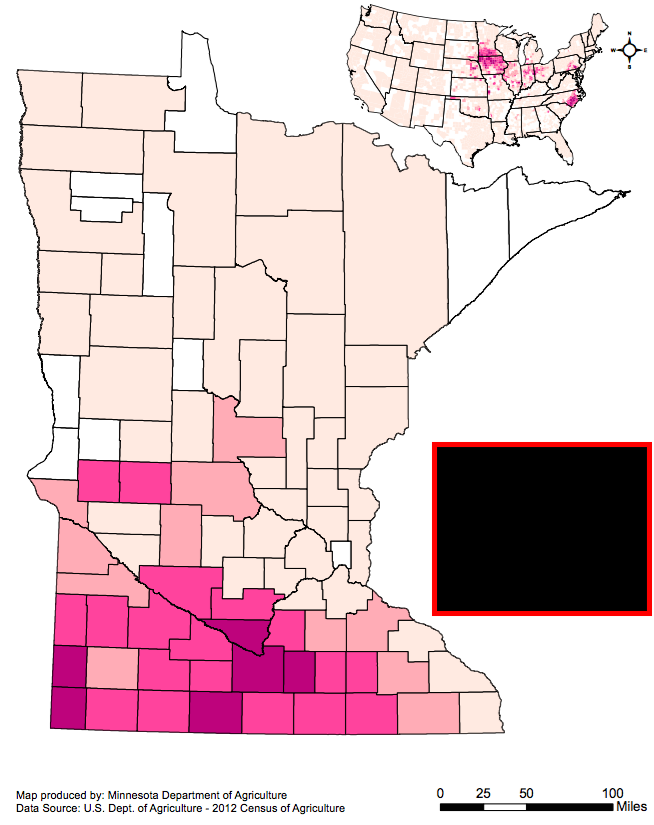 N
W E
S
Map produced by: Minnesota Department of Agriculture
Data Source: U.S. Dept. of Agriculture - 2012 Census of Agriculture
0 25 50 100
Miles